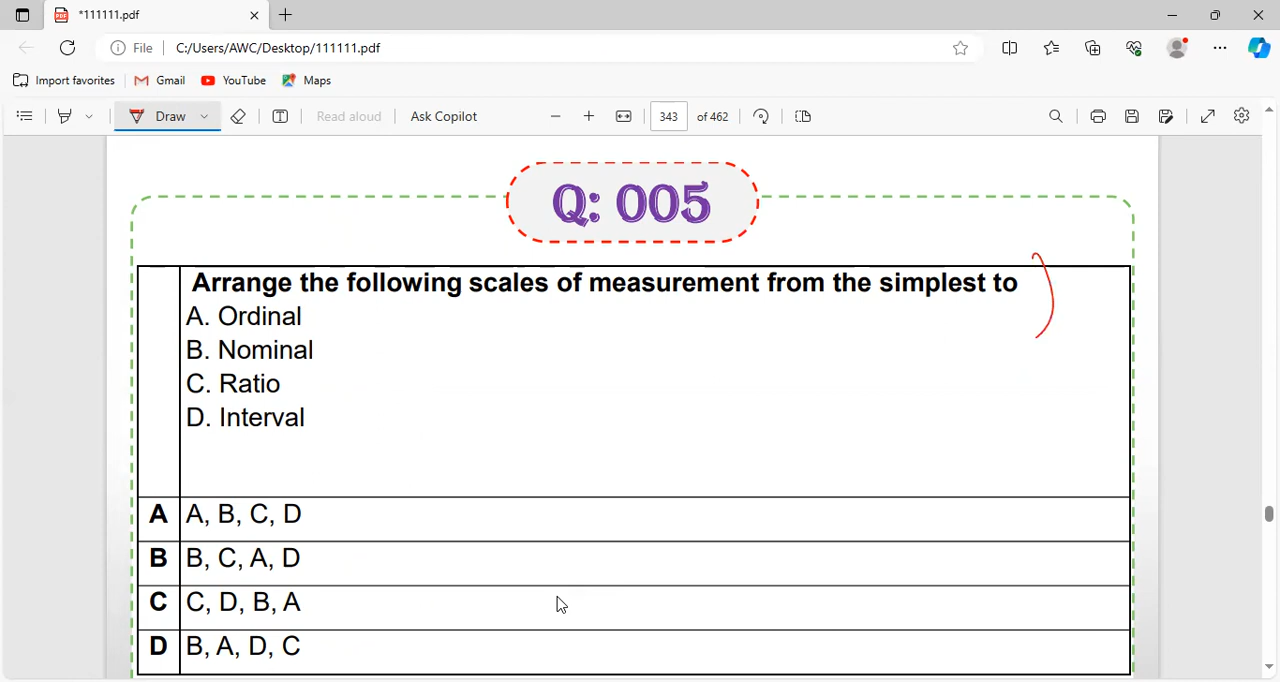 *111111.pdf
File
C:/Users/AWC/Desktop/111111.pdf
Import favorites
Gmail
YouTube
Maps
Draw
Read aloud
Ask Copilot
343
of 462
Q: 005
Arrange the following scales of measurement from the simplest to
A. Ordinal
B. Nominal
C. Ratio
D. Interval
A A, B, C, D
B B, C, A, D
C C, D, B, A
D B, A, D, C